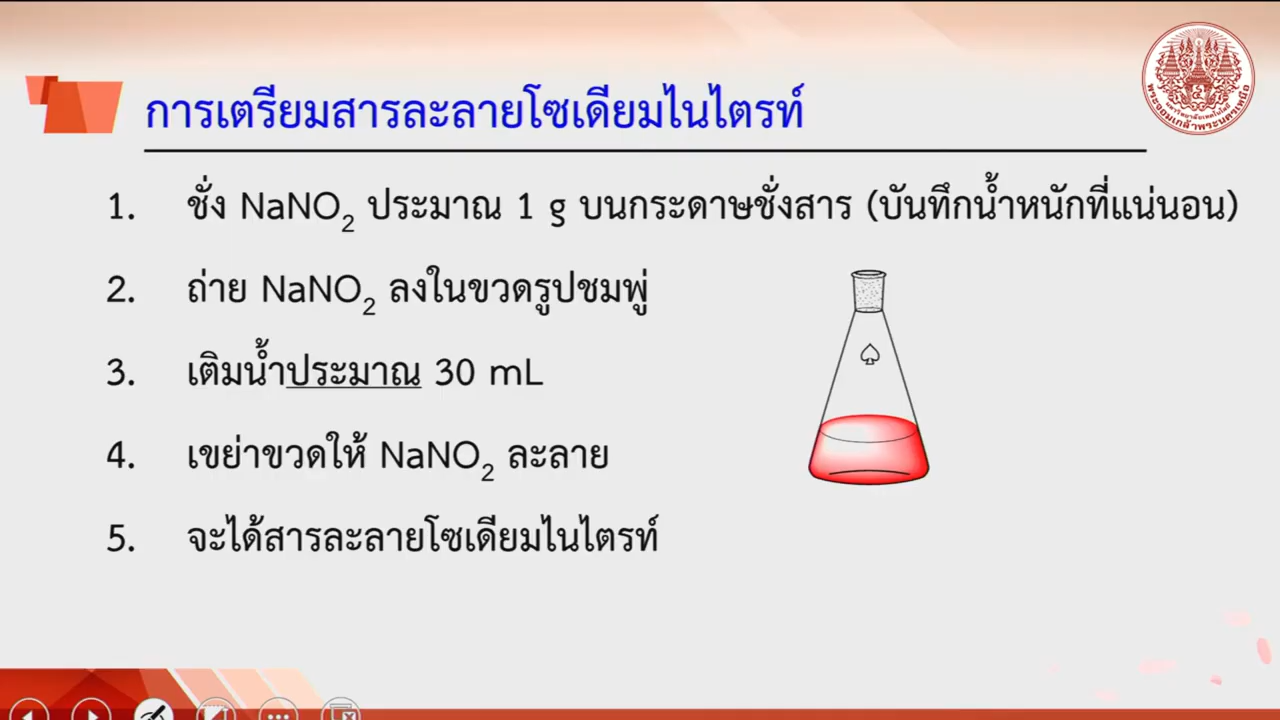 การเตรียมสารละลายโซเดียมไนไตรท์
1. ชั่ง NaNO2 ประมาณ 1 g บนกระดาษชั่งสาร (บันทึกน้ำหนักที่แน่นอน)
2. ถ่าย NaNO2 ลงในขวดรูปชมพู่
3. เติมน้ำประมาณ 30 mL
4. เขย่าขวดให้ NaNO2 ละลาย
5. จะได้สารละลายโซเดียมไนไตรท์